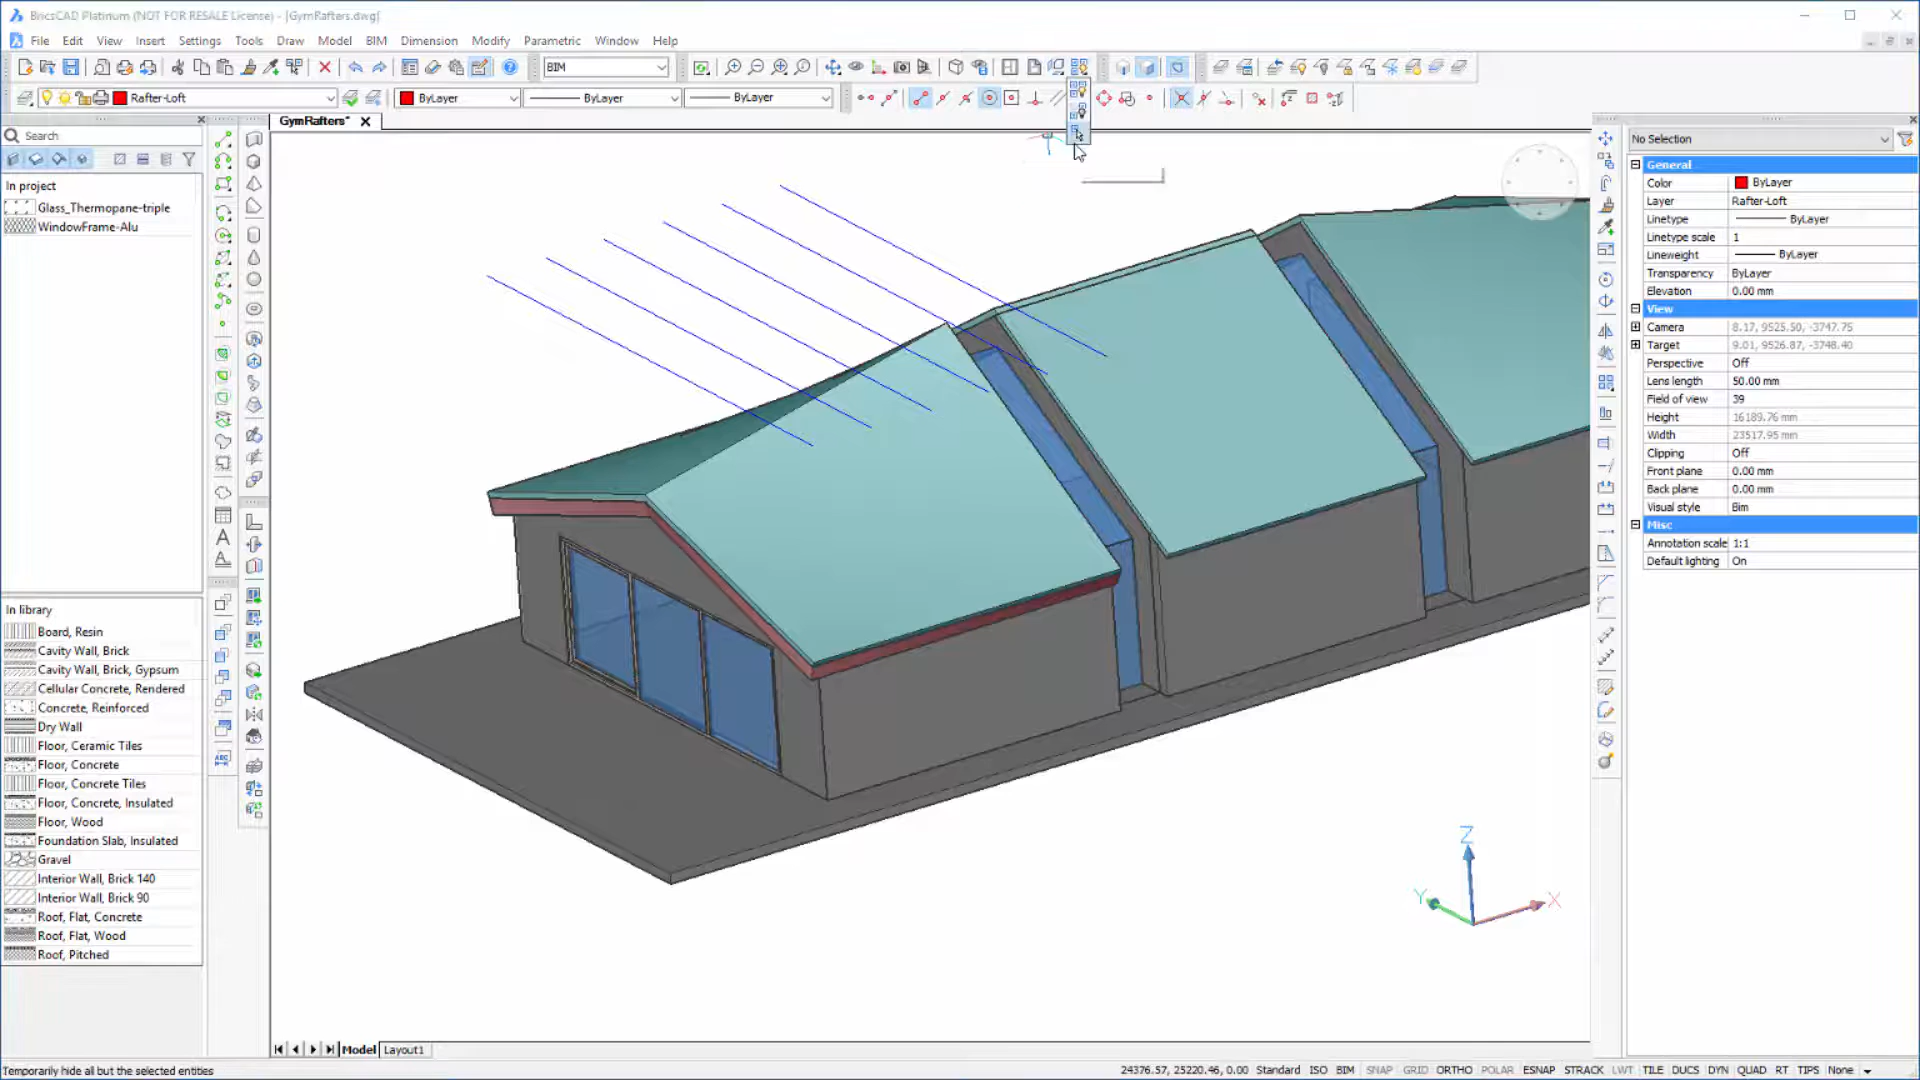 BricsCAD Platinum (NOT FOR RESALE License) - [GymRafters.dwg]
File Edit View Insert Settings Tools Draw Model BIM Dimension Modify Parametric Window Help
BIM
Rafter-Loft ByLayer ByLayer ByLayer
GymRafters*
Search
In project
Glass_Thermopane-triple
WindowFrame-Alu
In library
Board, Resin
Cavity Wall, Brick
Cavity Wall, Brick, Gypsum
Cellular Concrete, Rendered
Concrete, Reinforced
Dry Wall
Floor, Ceramic Tiles
Floor, Concrete
Floor, Concrete Tiles
Floor, Concrete, Insulated
Floor, Wood
Foundation Slab, Insulated
Gravel
Interior Wall, Brick 140
Interior Wall, Brick 90
Roof, Flat, Concrete
Roof, Flat, Wood
Roof, Pitched
A
A
ABC
Z
Y
X
No Selection
General
Color ByLayer
Layer Rafter-Loft
Linetype ByLayer
Linetype scale 1
Lineweight ByLayer
Transparency ByLayer
Elevation 0.00 mm
View
Camera 8.17, 9525.50, -3747.75
Target 9.01, 9526.87, -3748.40
Perspective Off
Lens length 50.00 mm
Field of view 39
Height 16189.76 mm
Width 23517.95 mm
Clipping Off
Front plane 0.00 mm
Back plane 0.00 mm
Visual style Bim
Misc
Annotation scale 1:1
Default lighting On
Model Layout1
Temporarily hide all but the selected entities
24376.57, 25220.46, 0.00 Standard ISO BIM SNAP GRID ORTHO POLAR ESNAP STRACK LWT TILE DUCS DYN QUAD RT TIPS None